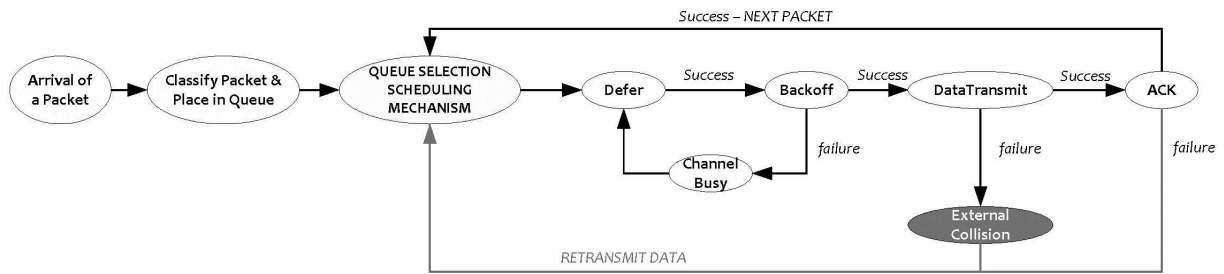 Success – NEXT PACKET
Arrival of
a Packet
Classify Packet &
Place in Queue
QUEUE SELECTION
SCHEDULING
MECHANISM
Defer
Success
Backoff
Success
DataTransmit
Success
ACK
failure
failure
failure
Channel
Busy
External
Collision
RETRANSMIT DATA